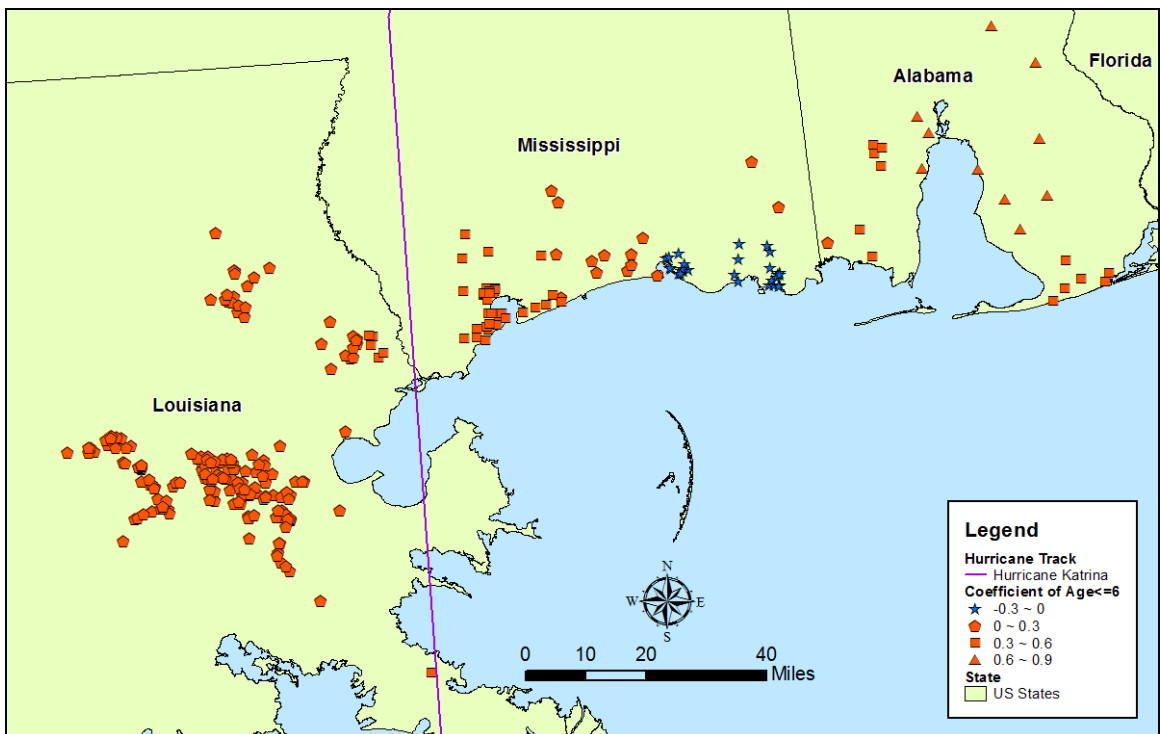 Florida
Alabama
Mississippi
Louisiana
N
W E
S
0 10 20 40
Miles
Legend
Hurricane Track
Hurricane Katrina
Coefficient of Age<=6
-0.3 ~ 0
0 ~ 0.3
0.3 ~ 0.6
0.6 ~ 0.9
State
US States